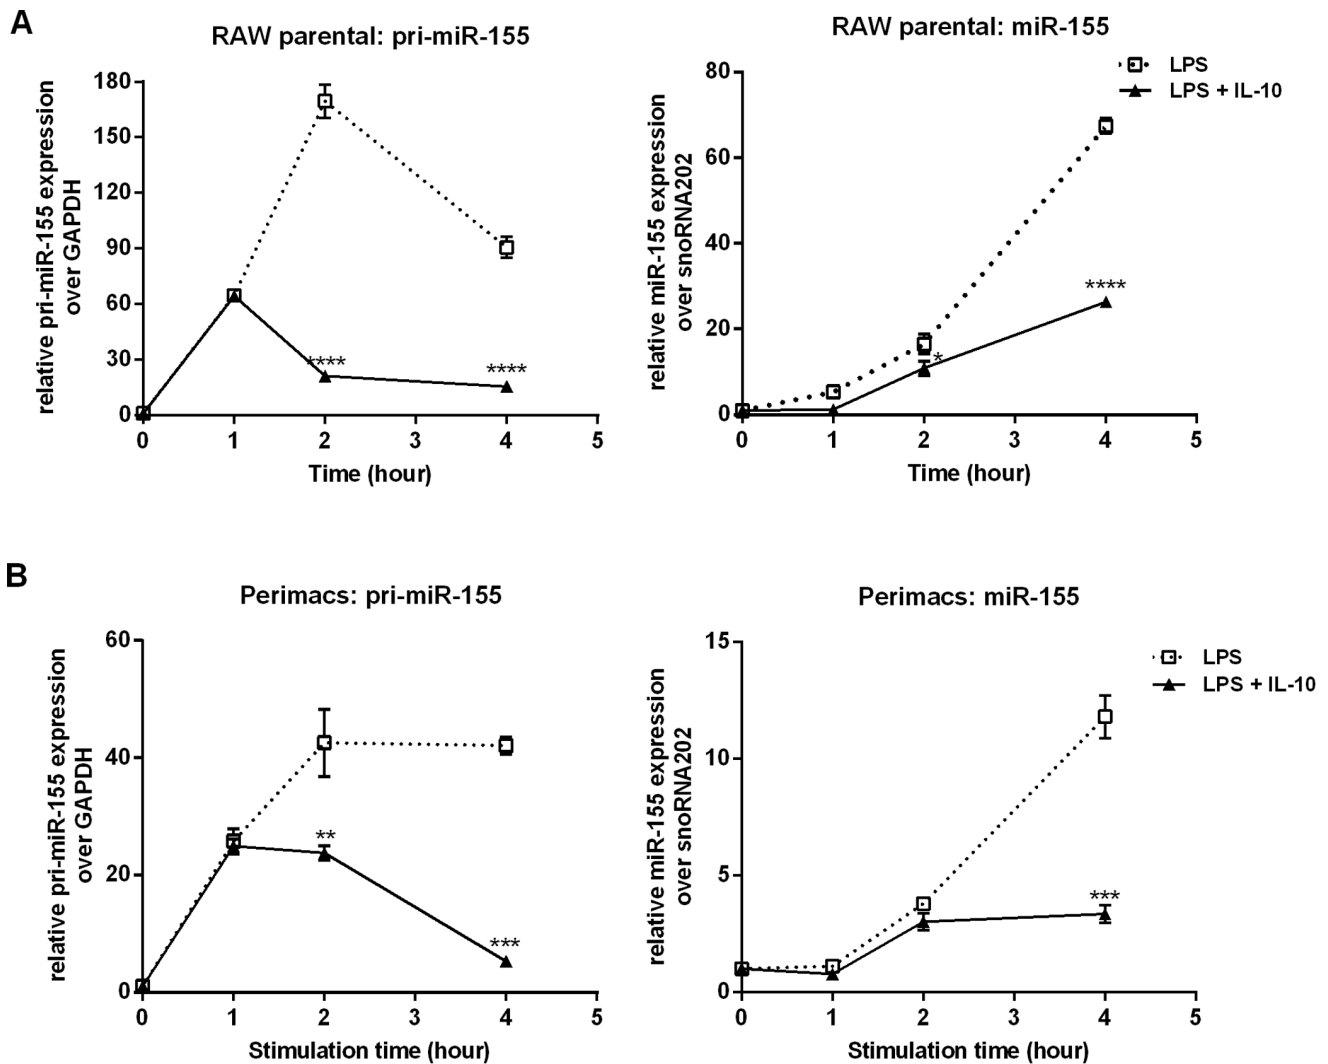 A
RAW parental: pri-miR-155
relative pri-miR-155 expression
over GAPDH
180
150
120
90
60
30
0
****
****
0 1 2 3 4 5
Time (hour)
RAW parental: miR-155
LPS
LPS + IL-10
relative miR-155 expression
over snoRNA202
80
60
40
20
0
*
****
0 1 2 3 4 5
Time (hour)
B
Perimacs: pri-miR-155
relative pri-miR-155 expression
over GAPDH
60
40
20
0
**
***
0 1 2 3 4 5
Stimulation time (hour)
Perimacs: miR-155
LPS
LPS + IL-10
relative miR-155 expression
over snoRNA202
15
10
5
0
***
0 1 2 3 4 5
Stimulation time (hour)